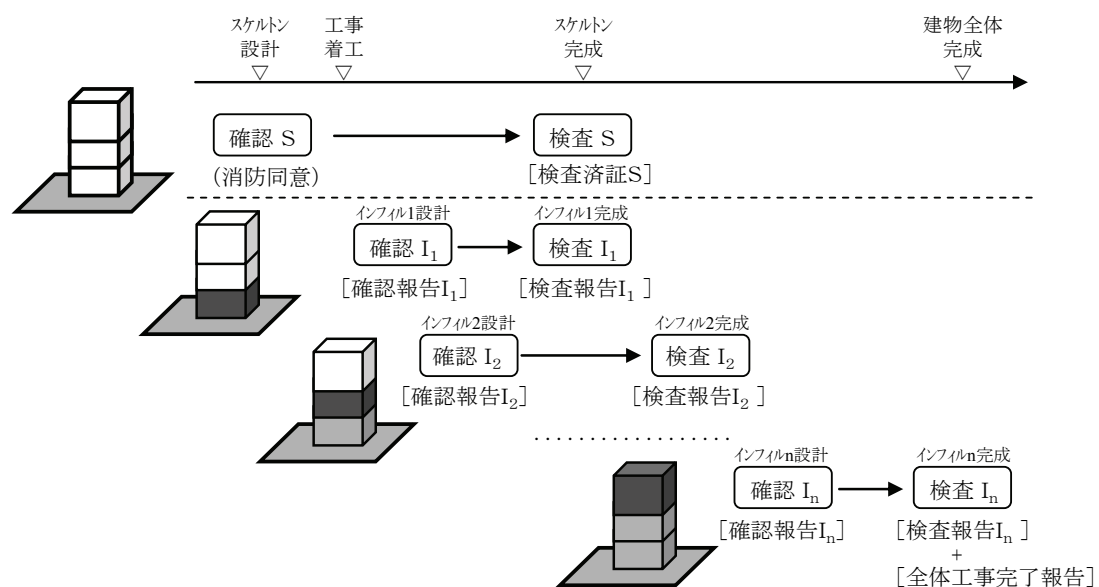 スケルトン
設計
工事
着工
スケルトン
完成
建物全体
完成
確認 S
検査 S
(消防同意)
[検査済証S]
インフィル1設計
インフィル1完成
確認 I1
検査 I1
[確認報告I1]
[検査報告I1 ]
インフィル2設計
インフィル2完成
確認 I2
検査 I2
[確認報告I2]
[検査報告I2 ]
..................
インフィルn設計
インフィルn完成
確認 In
検査 In
[確認報告In]
[検査報告In ]
+
[全体工事完了報告]